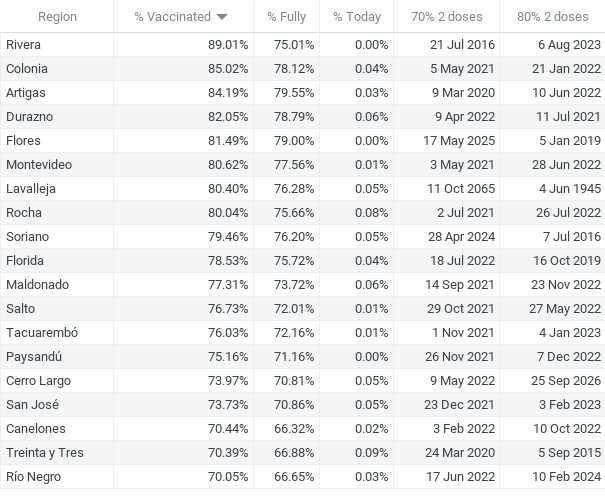 Region % Vaccinated % Fully % Today 70% 2 doses 80% 2 doses
Rivera 89.01% 75.01% 0.00% 21 Jul 2016 6 Aug 2023
Colonia 85.02% 78.12% 0.04% 5 May 2021 21 Jan 2022
Artigas 84.19% 79.55% 0.03% 9 Mar 2020 10 Jun 2022
Durazno 82.05% 78.79% 0.06% 9 Apr 2022 11 Jul 2021
Flores 81.49% 79.00% 0.00% 17 May 2025 5 Jan 2019
Montevideo 80.62% 77.56% 0.01% 3 May 2021 28 Jun 2022
Lavalleja 80.40% 76.28% 0.05% 11 Oct 2065 4 Jun 1945
Rocha 80.04% 75.66% 0.08% 2 Jul 2021 26 Jul 2022
Soriano 79.46% 76.20% 0.05% 28 Apr 2024 7 Jul 2016
Florida 78.53% 75.72% 0.04% 18 Jul 2022 16 Oct 2019
Maldonado 77.31% 73.72% 0.06% 14 Sep 2021 23 Nov 2022
Salto 76.73% 72.01% 0.01% 29 Oct 2021 27 May 2022
Tacuarembó 76.03% 72.16% 0.01% 1 Nov 2021 4 Jan 2023
Paysandú 75.16% 71.16% 0.00% 26 Nov 2021 7 Dec 2022
Cerro Largo 73.97% 70.81% 0.05% 9 May 2022 25 Sep 2026
San José 73.73% 70.86% 0.05% 23 Dec 2021 3 Feb 2023
Canelones 70.44% 66.32% 0.02% 3 Feb 2022 10 Oct 2022
Treinta y Tres 70.39% 66.88% 0.09% 24 Mar 2020 5 Sep 2015
Río Negro 70.05% 66.65% 0.03% 17 Jun 2022 10 Feb 2024